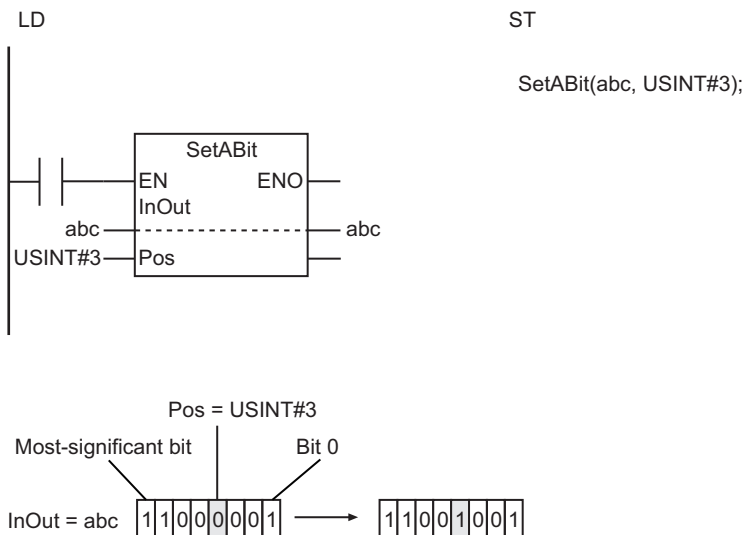 LD
ST
SetABit(abc, USINT#3);
SetABit
EN ENO
InOut
abc abc
USINT#3 Pos
Pos = USINT#3
Most-significant bit Bit 0
InOut = abc 1 1 0 0 0 0 0 1 1 1 0 0 1 0 0 1